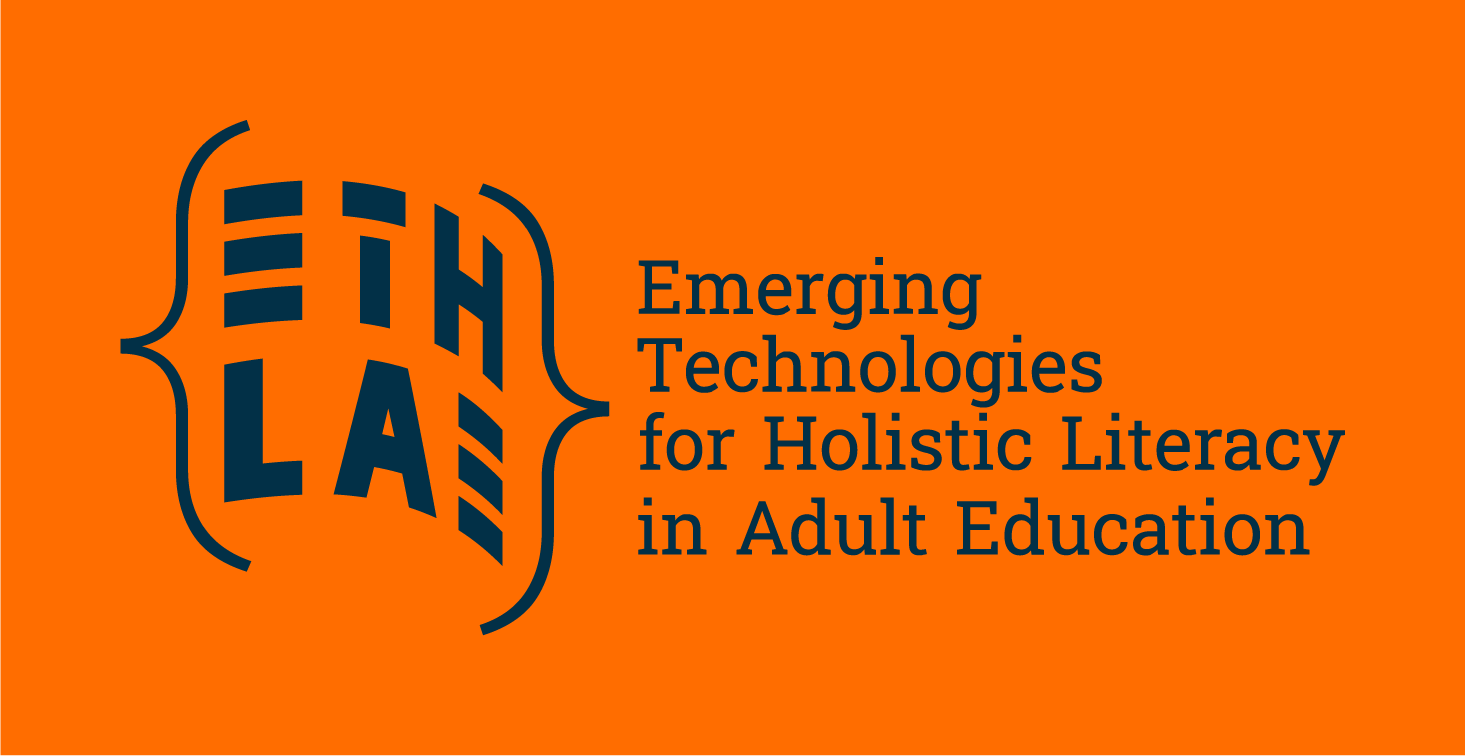 ETH
LAE
Emerging
Technologies
for Holistic Literacy
in Adult Education